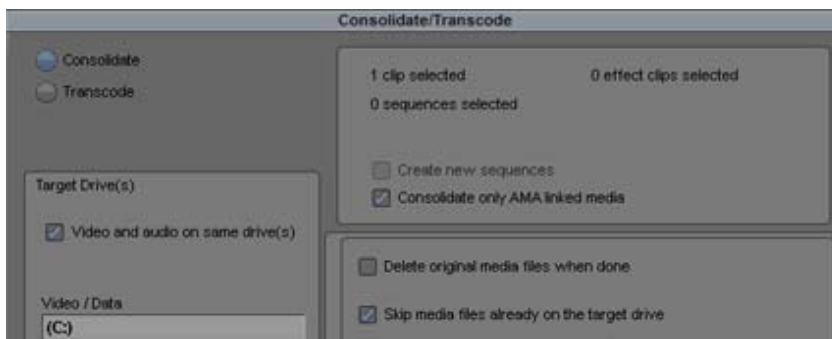 Consolidate/Transcode
Consolidate
Transcode
1 clip selected
0 effect clips selected
0 sequences selected
Create new sequences
Consolidate only AMA linked media
Target Drive(s)
Video and audio on same drive(s)
Video / Data
(C:)
Delete original media files when done
Skip media files already on the target drive